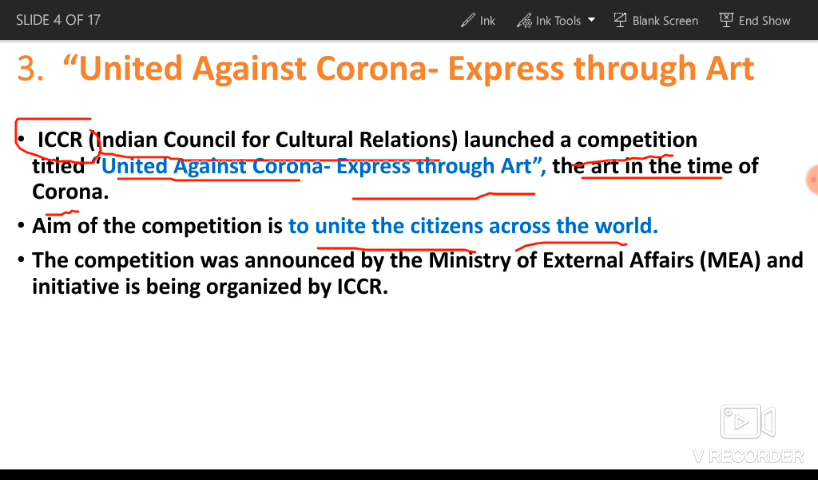 SLIDE 4 OF 17 Ink Ink Tools Blank Screen End Show
3. “United Against Corona- Express through Art
• ICCR (Indian Council for Cultural Relations) launched a competition
titled “United Against Corona- Express through Art”, the art in the time of
Corona.
• Aim of the competition is to unite the citizens across the world.
• The competition was announced by the Ministry of External Affairs (MEA) and
initiative is being organized by ICCR.
V RECORDER